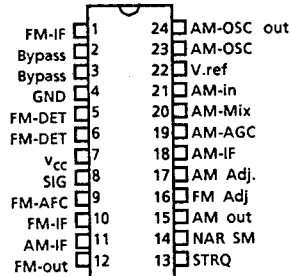 FM-IF 1 24 AM-OSC out
Bypass 2 23 AM-OSC
Bypass 3 22 V.ref
GND 4 21 AM-in
FM-DET 5 20 AM-Mix
FM-DET 6 19 AM-AGC
Vcc 7 18 AM-IF
SIG 8 17 AM Adj.
FM-AFC 9 16 FM Adj
FM-IF 10 15 AM out
AM-IF 11 14 NAR SM
FM-out 12 13 STRQ